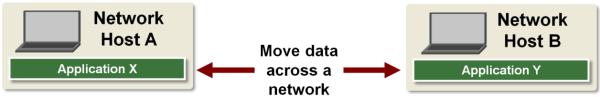 Network
Host A
Application X
Move data
across a
network
Network
Host B
Application Y